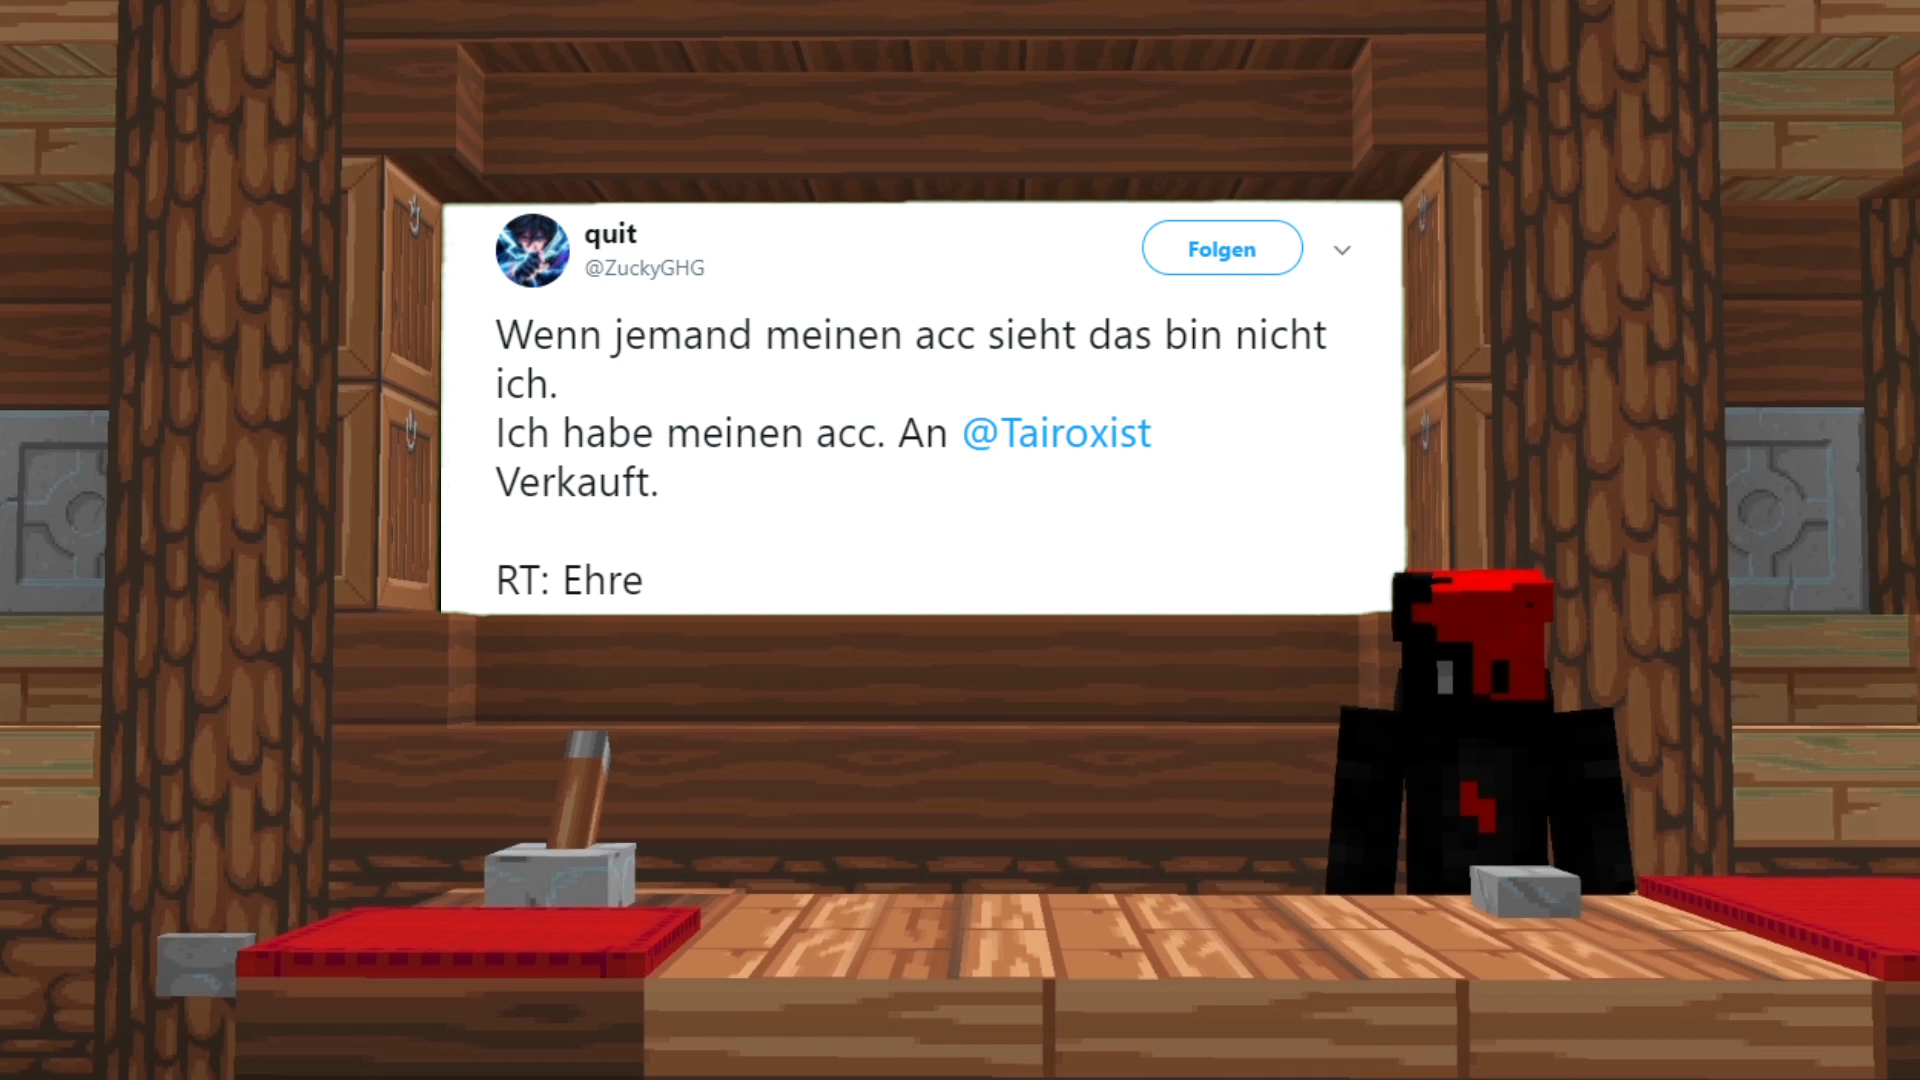 quit
@ZuckyGHG
Folgen
Wenn jemand meinen acc sieht das bin nicht
ich.
Ich habe meinen acc. An @Tairoxist
Verkauft.
RT: Ehre